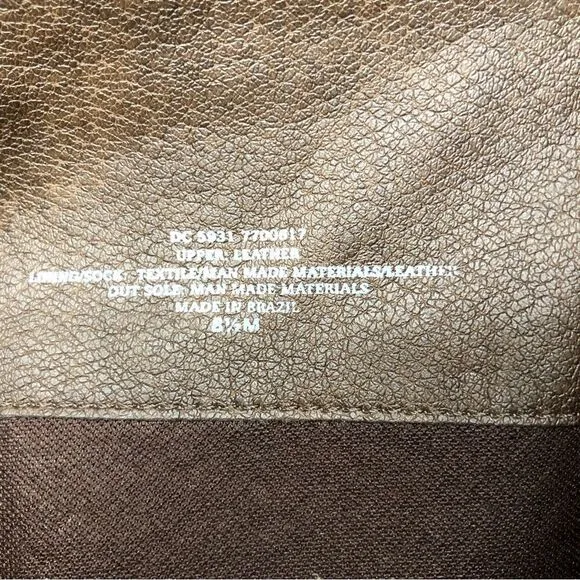 DC 5931 7700617
UPPER: LEATHER
LINING/SOCK: TEXTILE/MAN MADE MATERIALS/LEATHER
OUT SOLE: MAN MADE MATERIALS
MADE IN BRAZIL
8½M